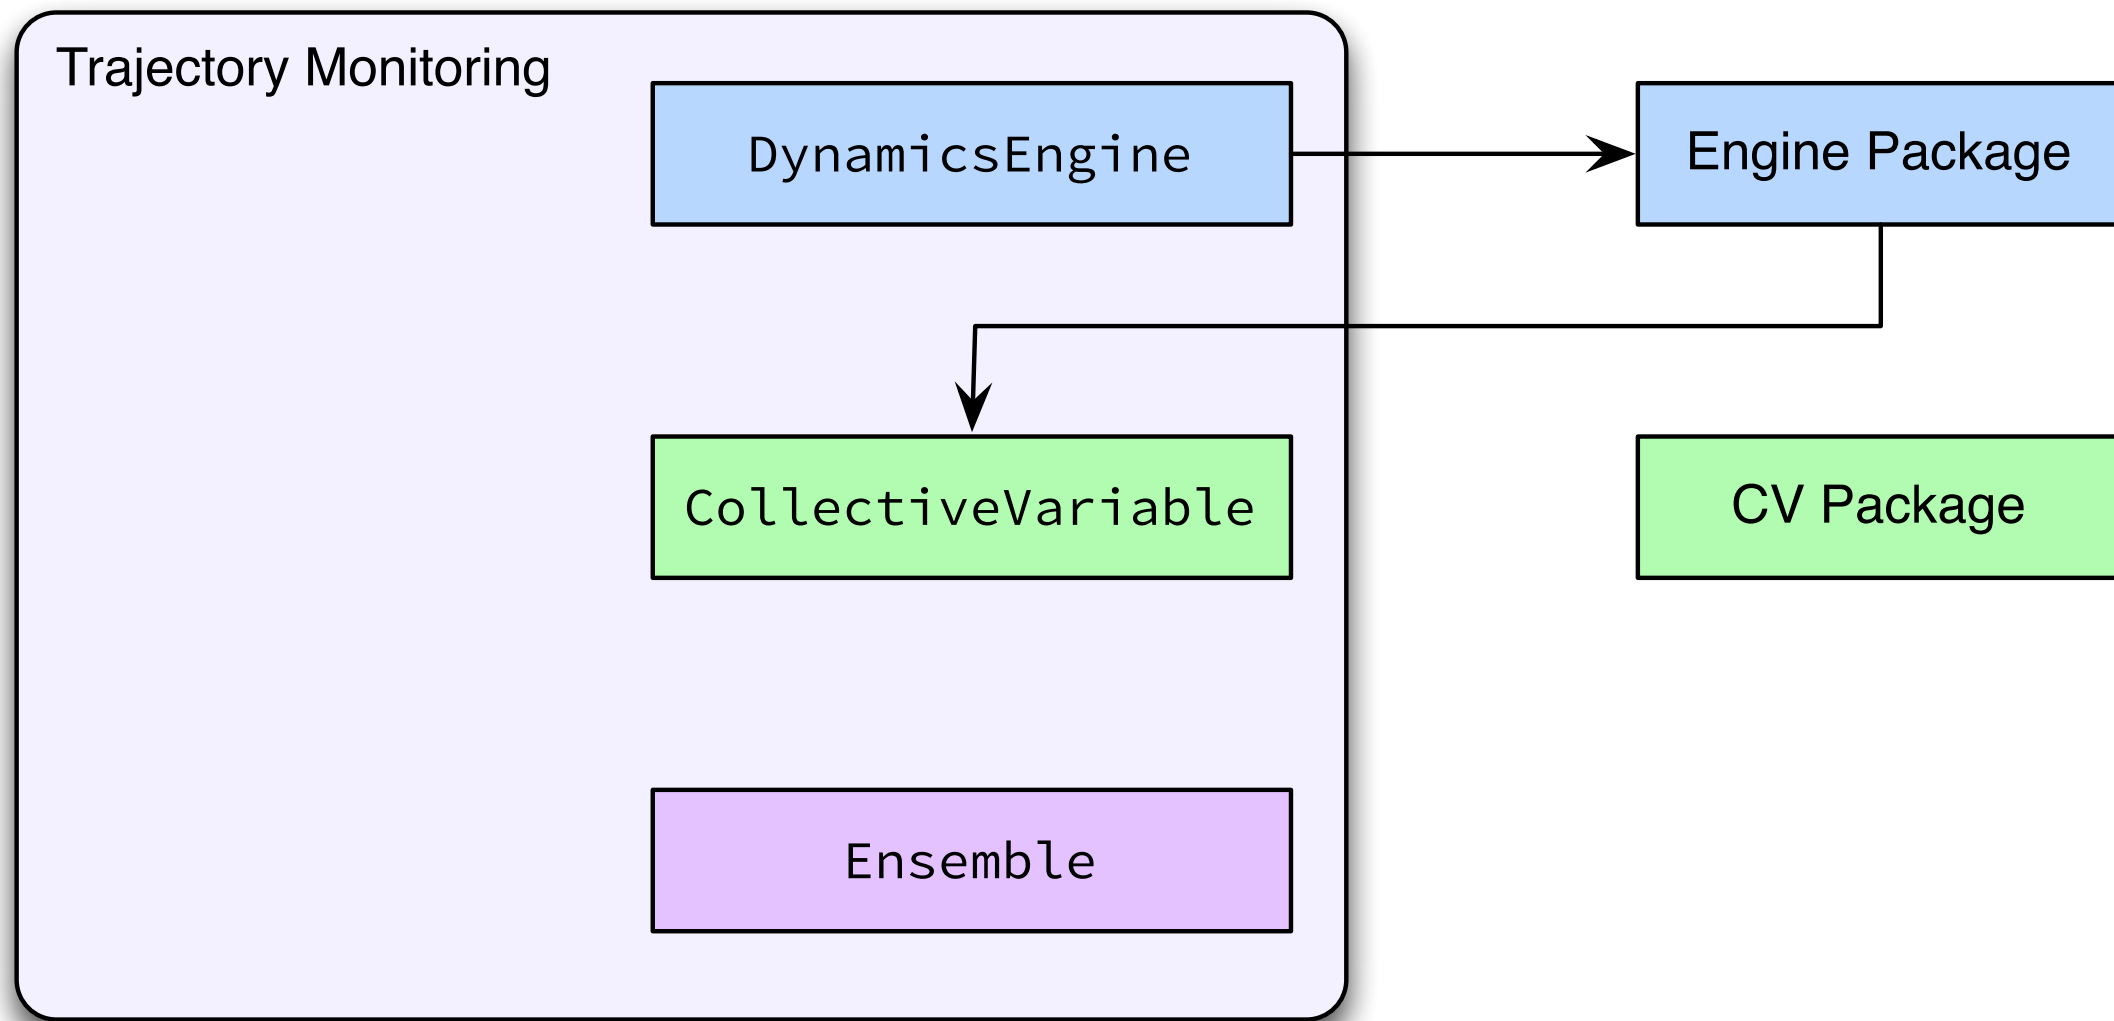 Trajectory Monitoring
DynamicsEngine
Engine Package
CollectiveVariable
CV Package
Ensemble